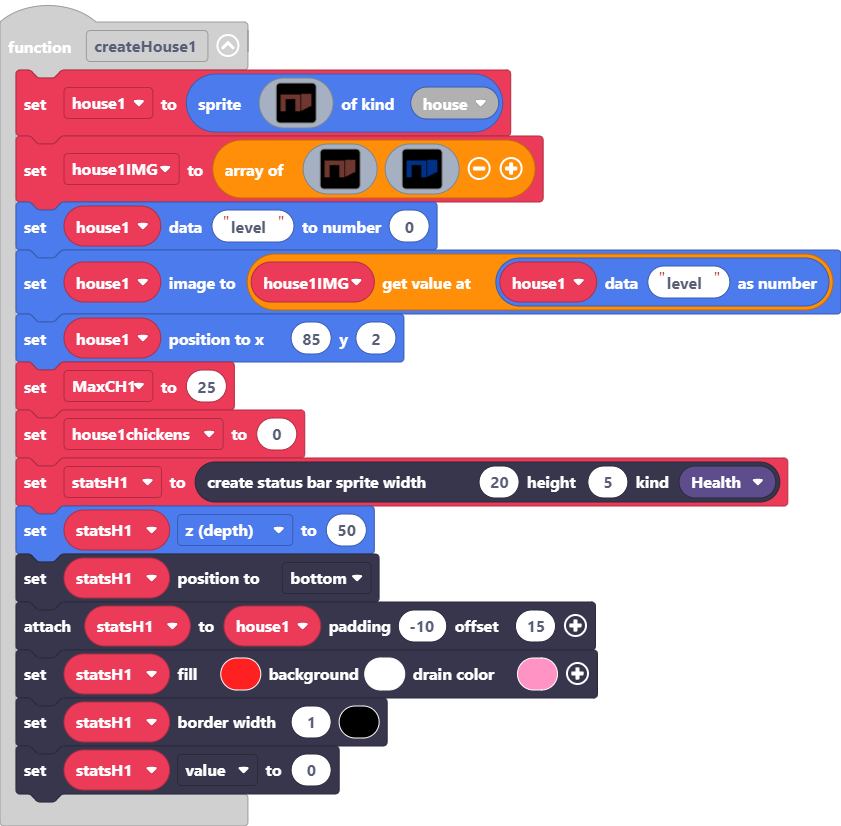 function createHouse1
set house1 to sprite of kind house
set house1IMG to array of
set house1 data "level" to number 0
set house1 image to house1IMG get value at house1 data "level" as number
set house1 position to x 85 y 2
set MaxCH1 to 25
set house1chickens to 0
set statsH1 to create status bar sprite width 20 height 5 kind Health
set statsH1 z (depth) to 50
set statsH1 position to bottom
attach statsH1 to house1 padding -10 offset 15
set statsH1 fill background drain color
set statsH1 border width 1
set statsH1 value to 0